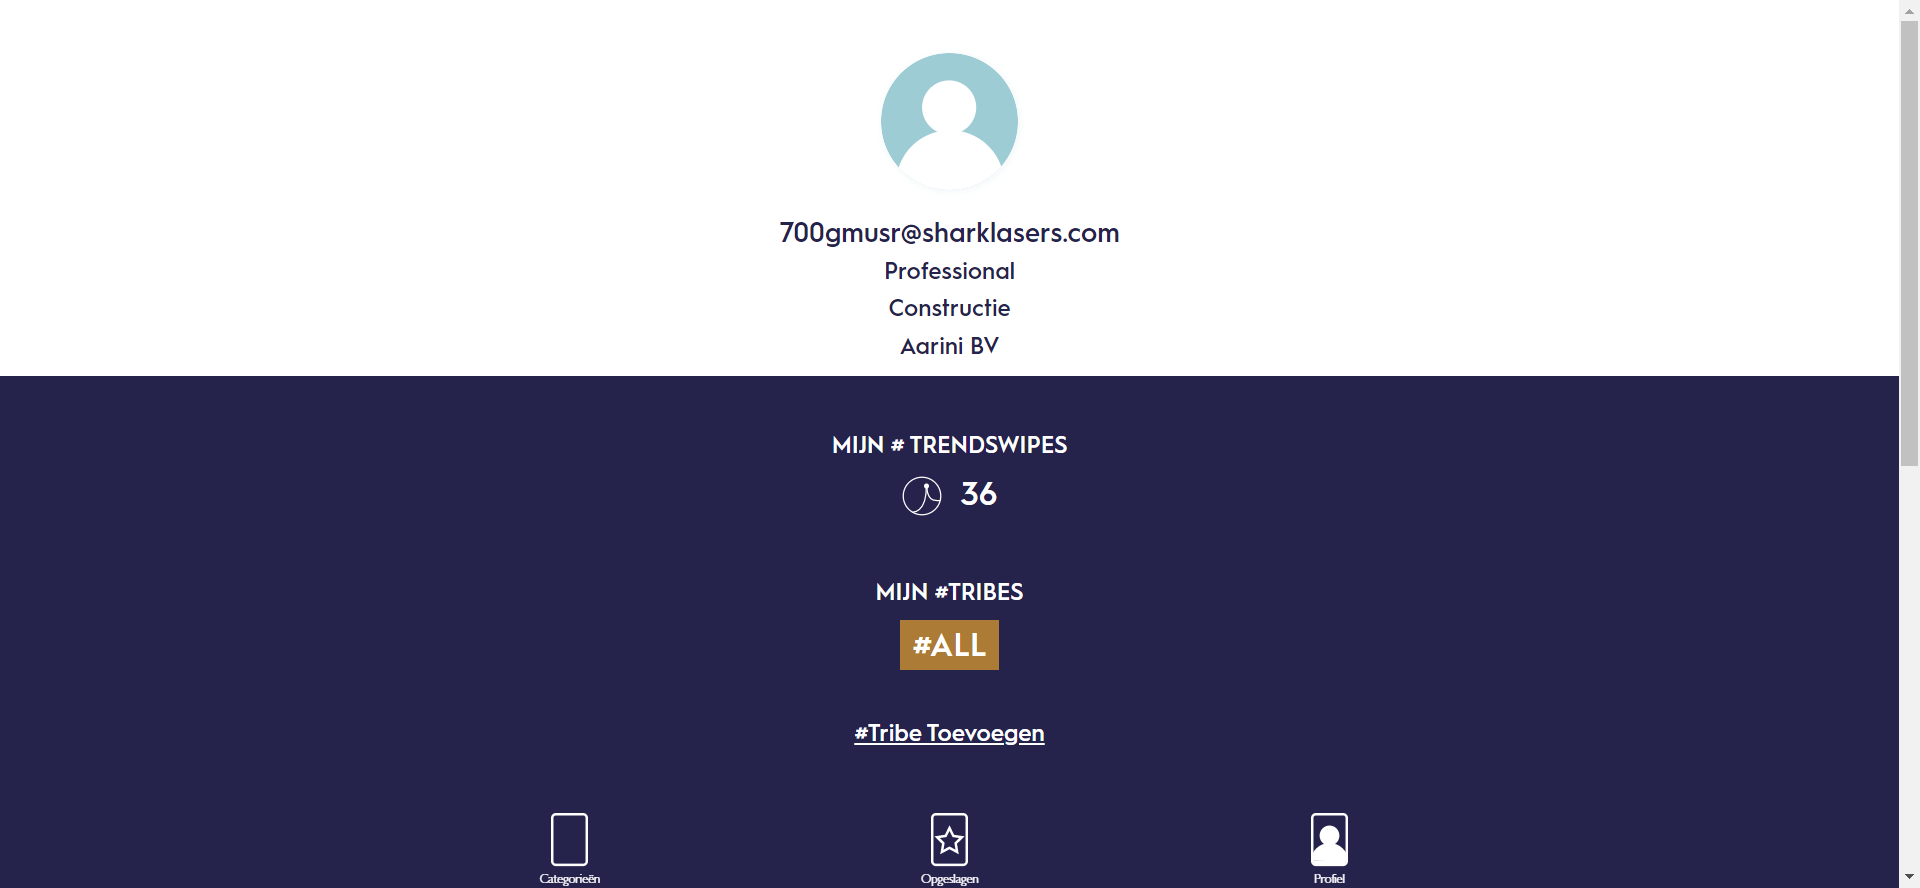 700gmusr@sharklasers.com
Professional
Constructie
Aarini BV
MIJN # TRENDSWIPES
36
MIJN #TRIBES
#ALL
#Tribe Toevoegen
Categorieën
Opgeslagen
Profiel